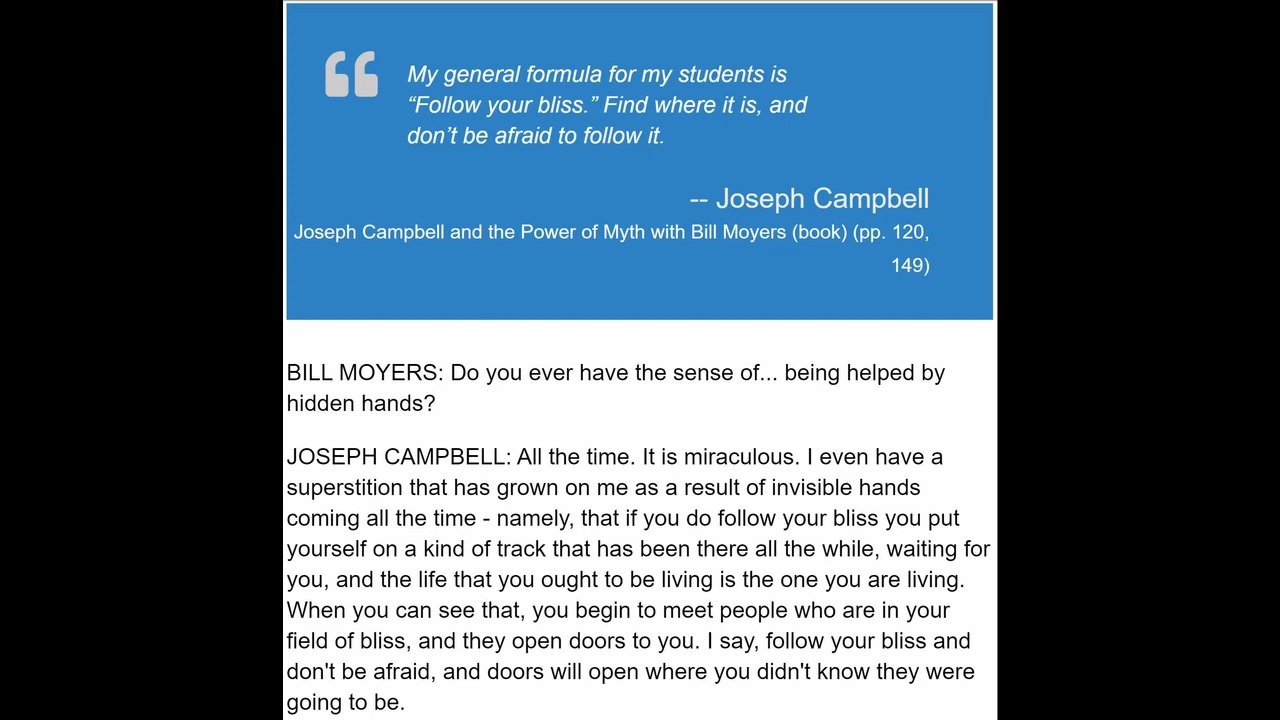 My general formula for my students is
“Follow your bliss.” Find where it is, and
don’t be afraid to follow it.
-- Joseph Campbell
Joseph Campbell and the Power of Myth with Bill Moyers (book) (pp. 120,
149)
BILL MOYERS: Do you ever have the sense of... being helped by
hidden hands?
JOSEPH CAMPBELL: All the time. It is miraculous. I even have a
superstition that has grown on me as a result of invisible hands
coming all the time - namely, that if you do follow your bliss you put
yourself on a kind of track that has been there all the while, waiting for
you, and the life that you ought to be living is the one you are living.
When you can see that, you begin to meet people who are in your
field of bliss, and they open doors to you. I say, follow your bliss and
don't be afraid, and doors will open where you didn't know they were
going to be.